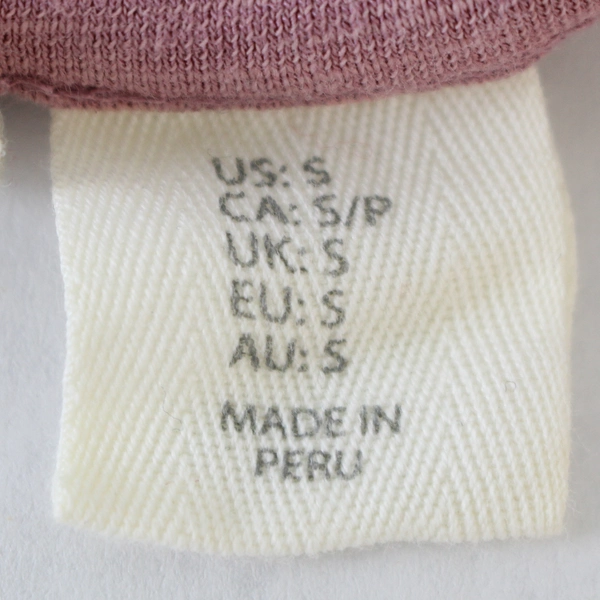 US: S
CA: S/P
UK: S
EU: S
AU: S
MADE IN
PERU